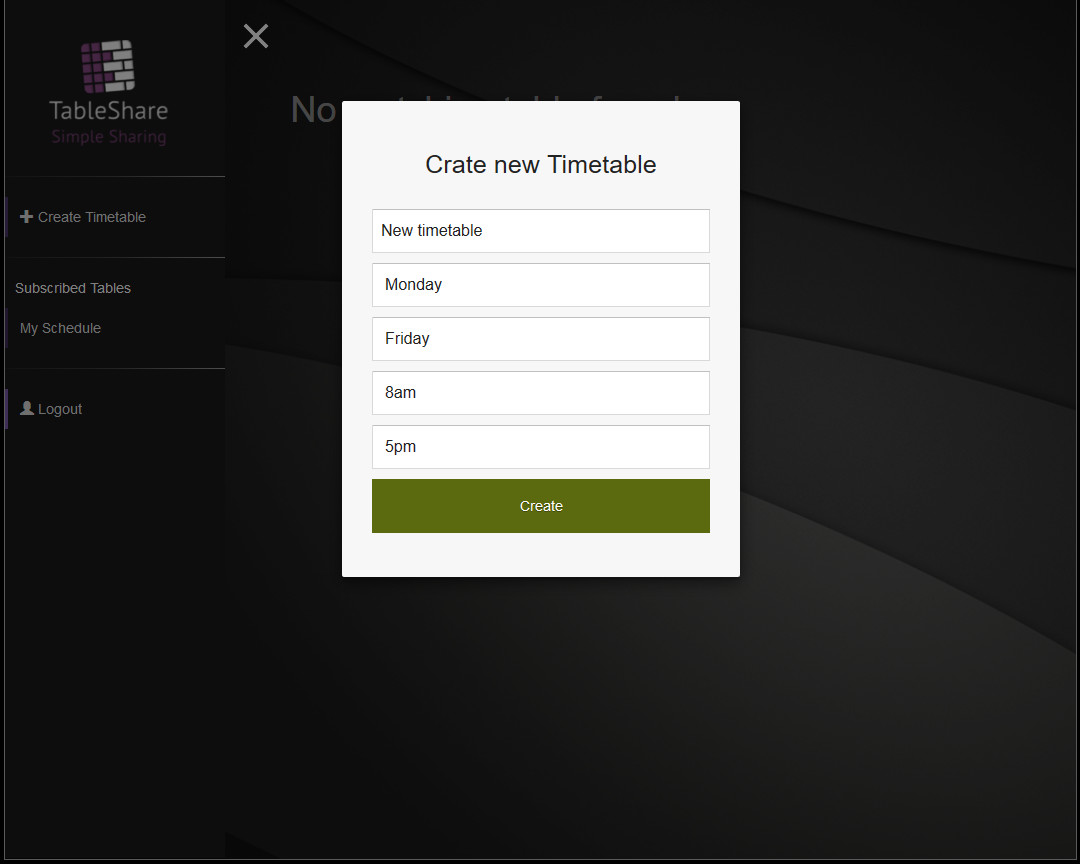 TableShare
Simple Sharing
Create Timetable
Subscribed Tables
My Schedule
Logout
No
Crate new Timetable
New timetable
Monday
Friday
8am
5pm
Create